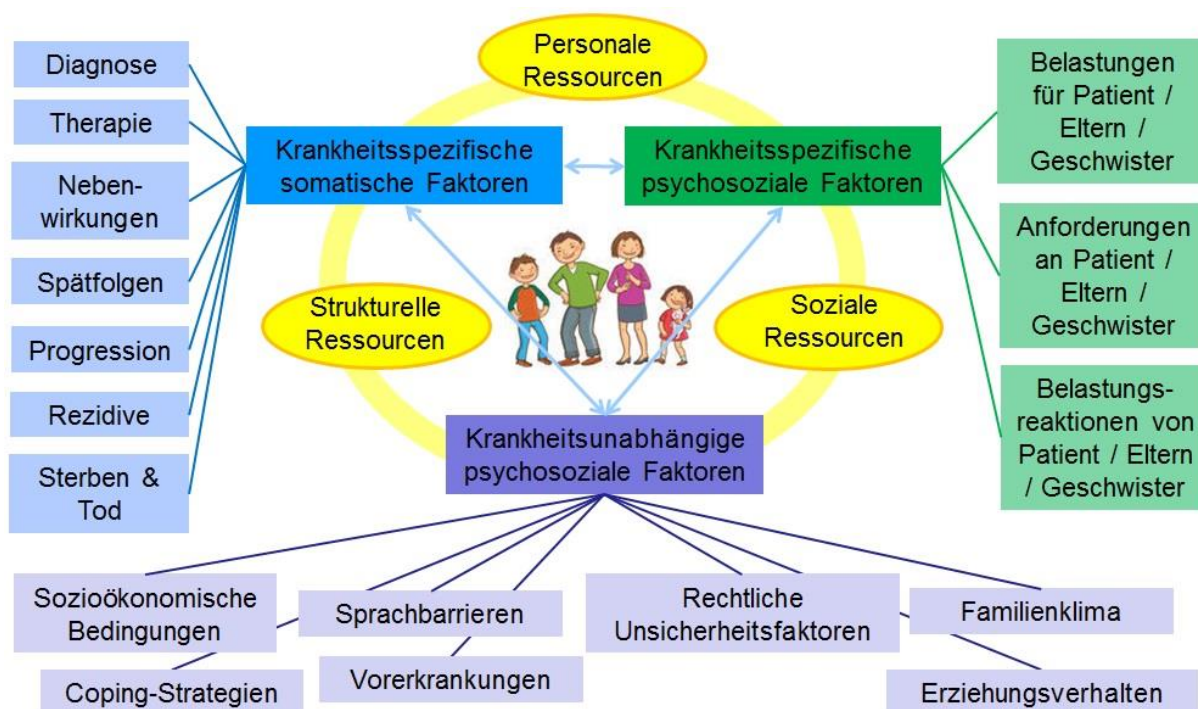 Personale
Ressourcen
Diagnose
Therapie
Neben-
wirkungen
Spätfolgen
Progression
Rezidive
Sterben &
Tod
Krankheitsspezifische
somatische Faktoren
Krankheitsspezifische
psychosoziale Faktoren
Strukturelle
Ressourcen
Soziale
Ressourcen
Belastungen
für Patient /
Eltern /
Geschwister
Anforderungen
an Patient /
Eltern /
Geschwister
Belastungs-
reaktionen von
Patient / Eltern
/ Geschwister
Krankheitsunabhängige
psychosoziale Faktoren
Sozioökonomische
Bedingungen
Sprachbarrieren
Rechtliche
Unsicherheitsfaktoren
Familienklima
Coping-Strategien
Vorerkrankungen
Erziehungsverhalten